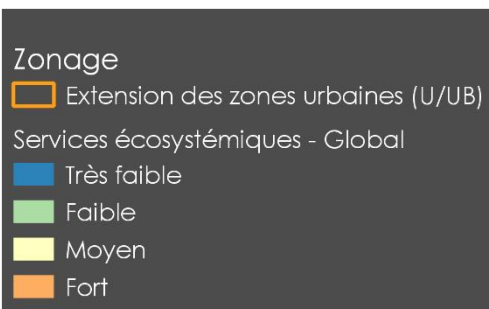 Zonage
Extension des zones urbaines (U/UB)
Services écosystémiques - Global
Très faible
Faible
Moyen
Fort